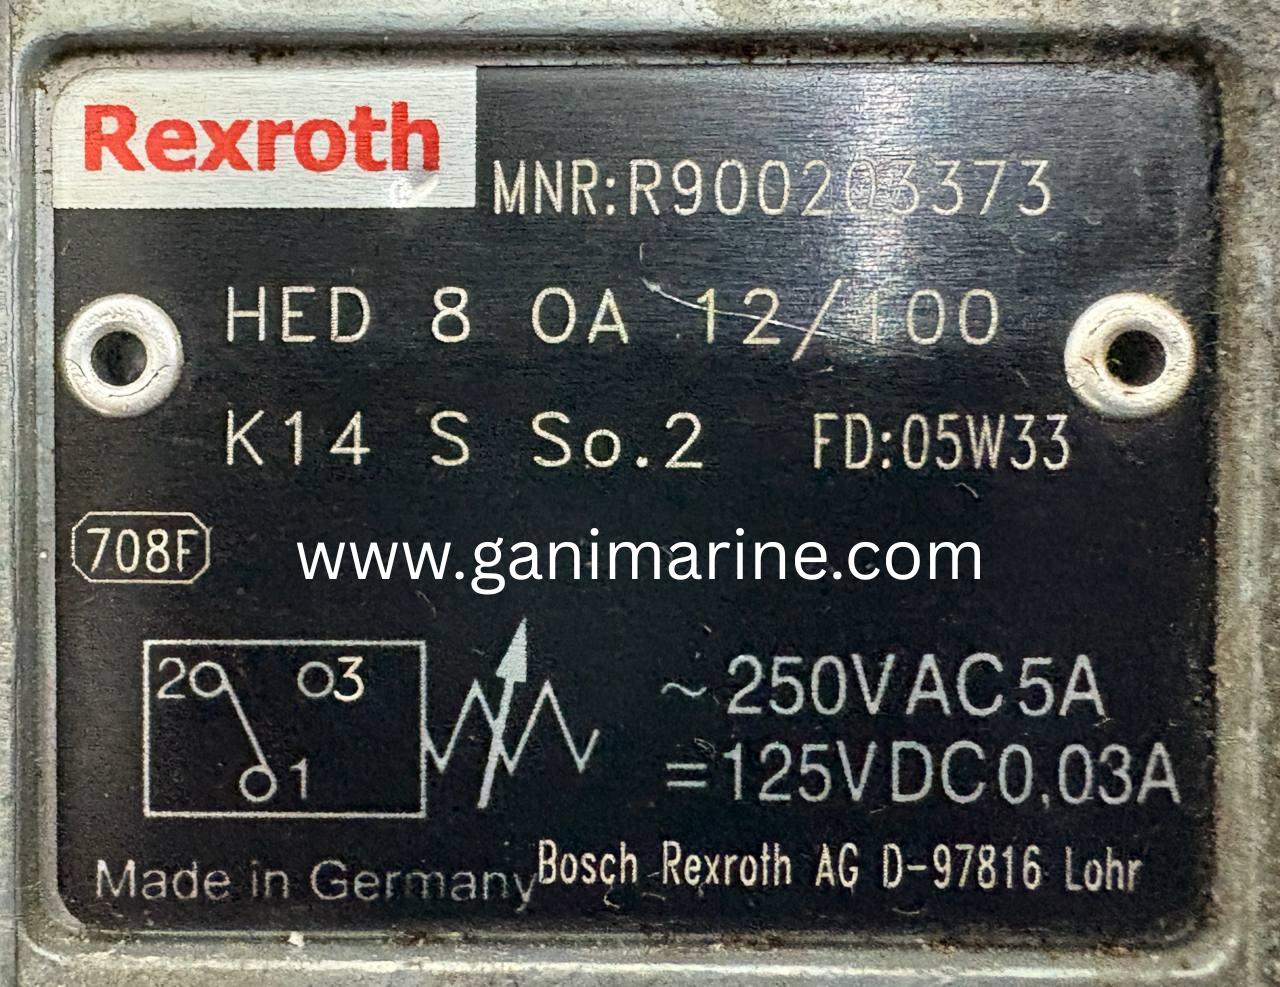 Rexroth
MNR:R900203373
HED 8 OA 12/100
K14 S So.2 FD:05W33
708F
www.ganimarine.com
2 3
1
~250VAC5A
=125VDC0,03A
Made in Germany Bosch Rexroth AG D-97816 Lohr